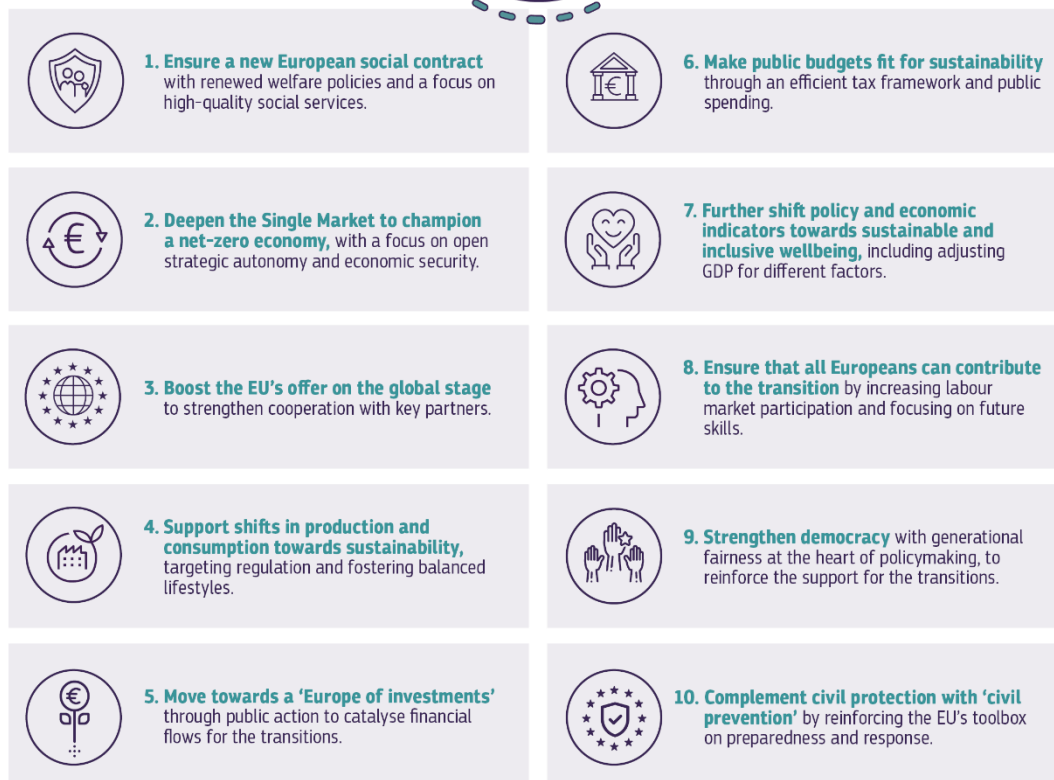 1. Ensure a new European social contract
with renewed welfare policies and a focus on
high-quality social services.
2. Deepen the Single Market to champion
a net-zero economy, with a focus on open
strategic autonomy and economic security.
3. Boost the EU's offer on the global stage
to strengthen cooperation with key partners.
4. Support shifts in production and
consumption towards sustainability,
targeting regulation and fostering balanced
lifestyles.
5. Move towards a ‘Europe of investments’
through public action to catalyse financial
flows for the transitions.
6. Make public budgets fit for sustainability
through an efficient tax framework and public
spending.
7. Further shift policy and economic
indicators towards sustainable and
inclusive wellbeing, including adjusting
GDP for different factors.
8. Ensure that all Europeans can contribute
to the transition by increasing labour
market participation and focusing on future
skills.
9. Strengthen democracy with generational
fairness at the heart of policymaking, to
reinforce the support for the transitions.
10. Complement civil protection with ‘civil
prevention’ by reinforcing the EU's toolbox
on preparedness and response.